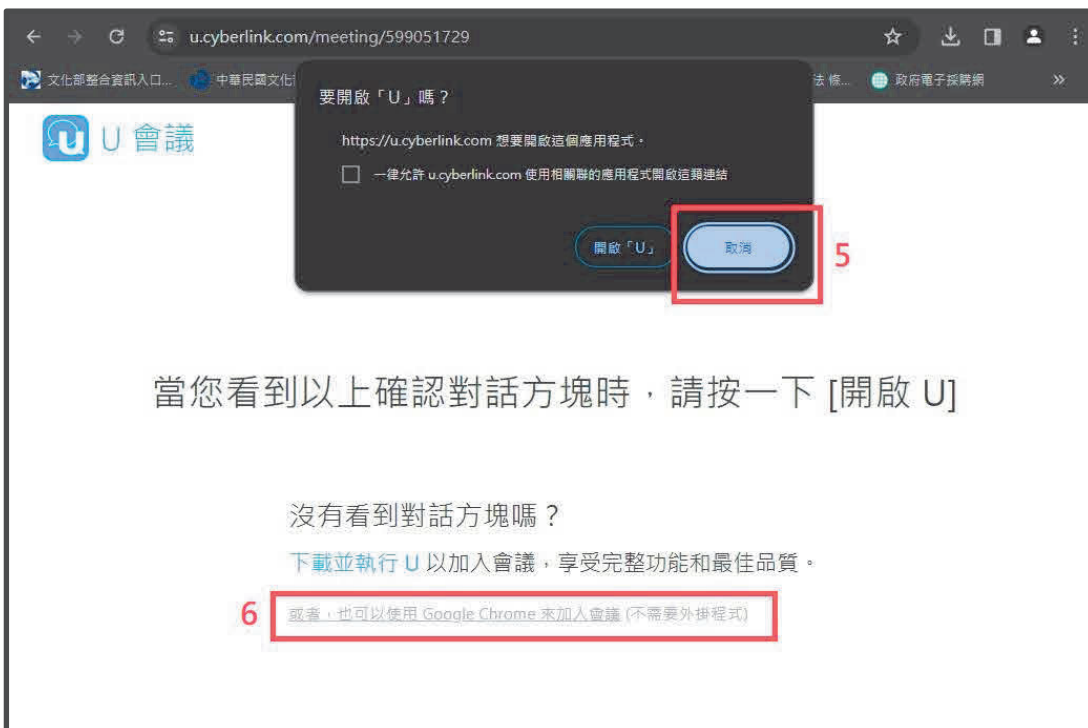 u.cyberlink.com/meeting/599051729
文化部整合資訊入口...
中華民國文化
法 條...
政府電子採購網
U 會議
要開啟「U」嗎？
https://u.cyberlink.com 想要開啟這個應用程式。
一律允許 u.cyberlink.com 使用相關聯的應用程式開啟這類連結
開啟「U」
取消
5
當您看到以上確認對話方塊時，請按一下 [開啟 U]
沒有看到對話方塊嗎？
下載並執行 U 以加入會議，享受完整功能和最佳品質。
6
或者，也可以使用 Google Chrome 來加入會議 (不需要外掛程式)